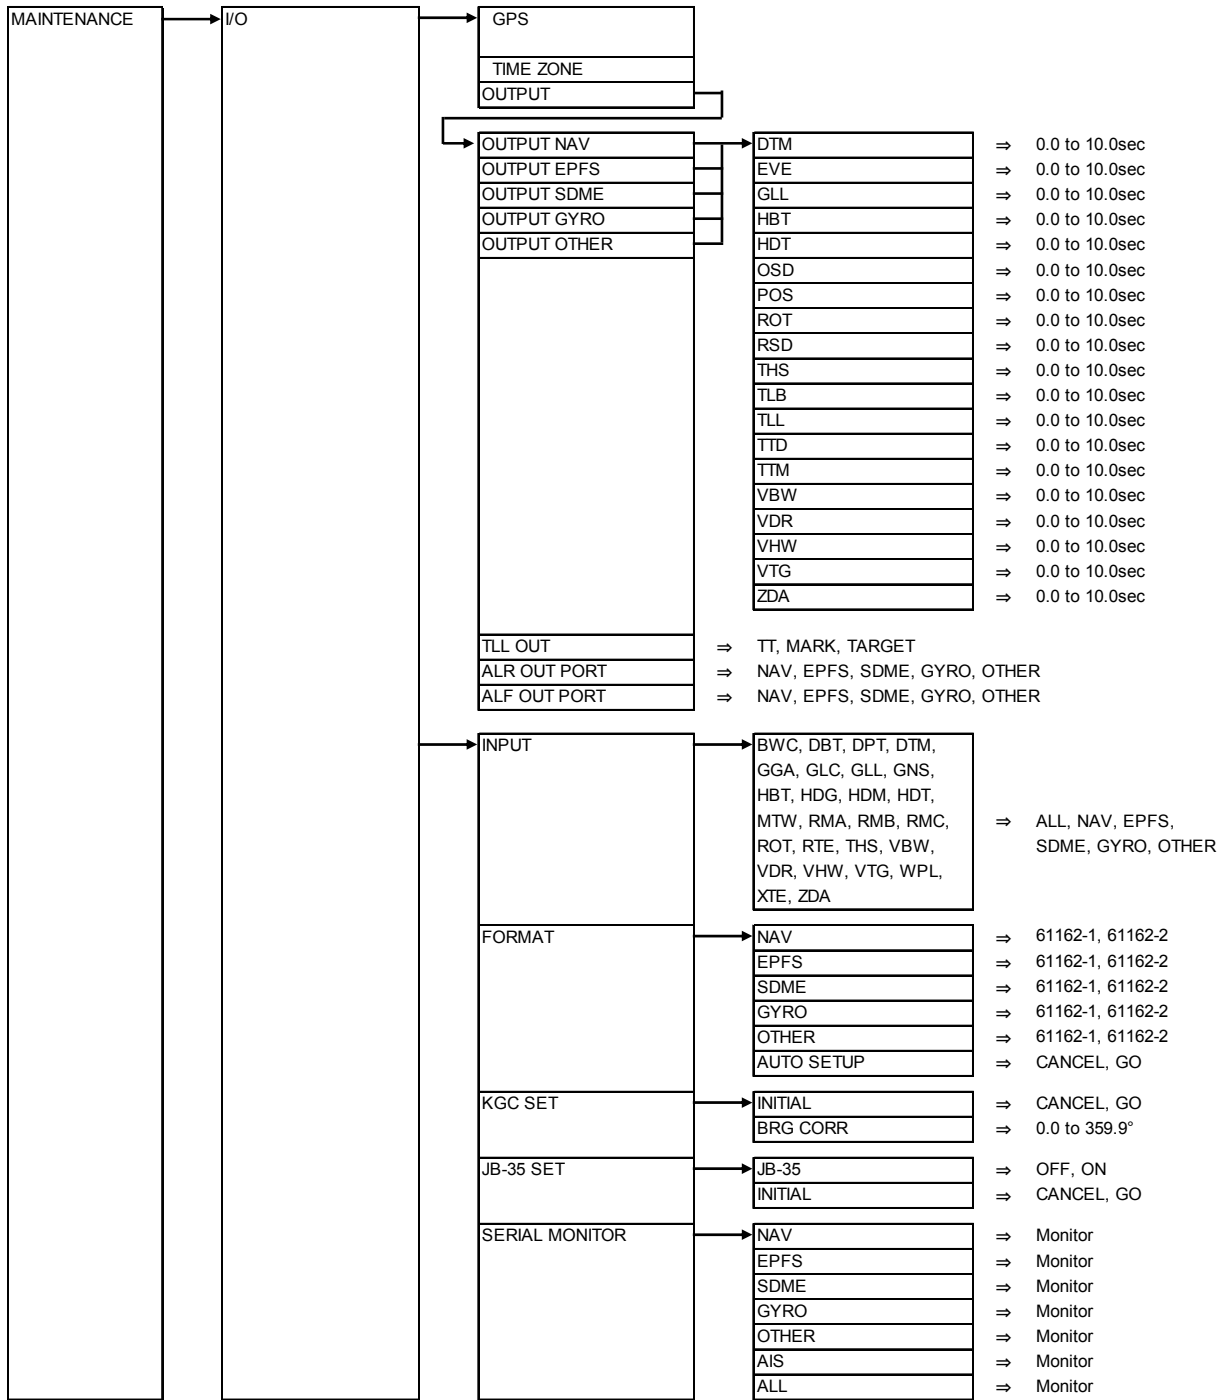 MAINTENANCE I/O GPS
TIME ZONE
OUTPUT
OUTPUT NAV DTM ⇒ 0.0 to 10.0sec
OUTPUT EPFS EVE ⇒ 0.0 to 10.0sec
OUTPUT SDME GLL ⇒ 0.0 to 10.0sec
OUTPUT GYRO HBT ⇒ 0.0 to 10.0sec
OUTPUT OTHER HDT ⇒ 0.0 to 10.0sec
OSD ⇒ 0.0 to 10.0sec
POS ⇒ 0.0 to 10.0sec
ROT ⇒ 0.0 to 10.0sec
RSD ⇒ 0.0 to 10.0sec
THS ⇒ 0.0 to 10.0sec
TLB ⇒ 0.0 to 10.0sec
TLL ⇒ 0.0 to 10.0sec
TTD ⇒ 0.0 to 10.0sec
TTM ⇒ 0.0 to 10.0sec
VBW ⇒ 0.0 to 10.0sec
VDR ⇒ 0.0 to 10.0sec
VHW ⇒ 0.0 to 10.0sec
VTG ⇒ 0.0 to 10.0sec
ZDA ⇒ 0.0 to 10.0sec
TLL OUT ⇒ TT, MARK, TARGET
ALR OUT PORT ⇒ NAV, EPFS, SDME, GYRO, OTHER
ALF OUT PORT ⇒ NAV, EPFS, SDME, GYRO, OTHER
INPUT BWC, DBT, DPT, DTM,
GGA, GLC, GLL, GNS,
HBT, HDG, HDM, HDT,
MTW, RMA, RMB, RMC, ⇒ ALL, NAV, EPFS,
ROT, RTE, THS, VBW, SDME, GYRO, OTHER
VDR, VHW, VTG, WPL,
XTE, ZDA
FORMAT NAV ⇒ 61162-1, 61162-2
EPFS ⇒ 61162-1, 61162-2
SDME ⇒ 61162-1, 61162-2
GYRO ⇒ 61162-1, 61162-2
OTHER ⇒ 61162-1, 61162-2
AUTO SETUP ⇒ CANCEL, GO
KGC SET INITIAL ⇒ CANCEL, GO
BRG CORR ⇒ 0.0 to 359.9°
JB-35 SET JB-35 ⇒ OFF, ON
INITIAL ⇒ CANCEL, GO
SERIAL MONITOR NAV ⇒ Monitor
EPFS ⇒ Monitor
SDME ⇒ Monitor
GYRO ⇒ Monitor
OTHER ⇒ Monitor
AIS ⇒ Monitor
ALL ⇒ Monitor